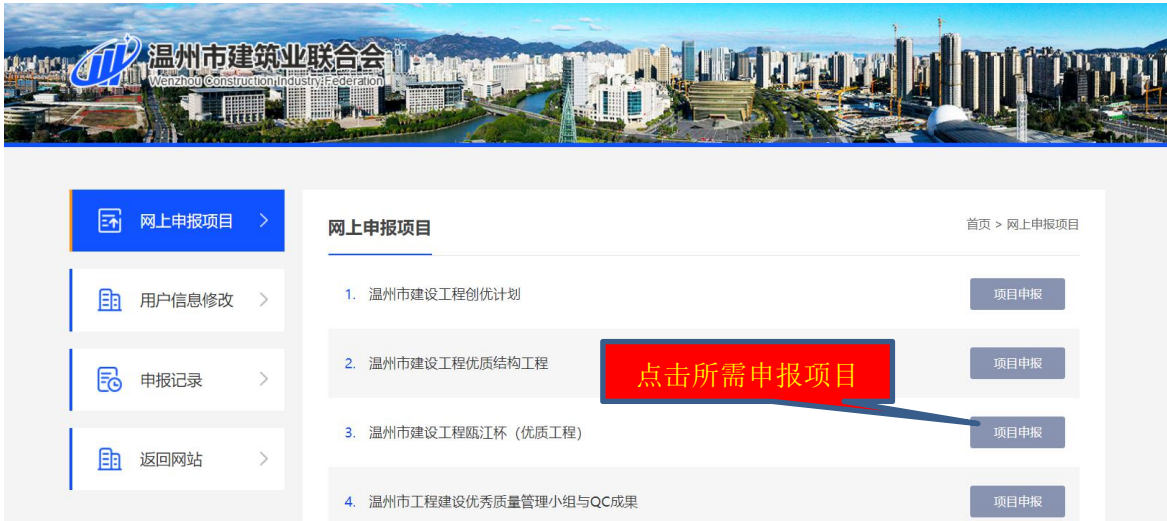 温州市建筑业联合会
Wenzhou Construction Industry Federation
网上申报项目 >
用户信息修改 >
申报记录 >
返回网站 >
网上申报项目
首页 > 网上申报项目
1. 温州市建设工程创优计划 项目申报
2. 温州市建设工程优质结构工程 项目申报
点击所需申报项目
3. 温州市建设工程瓯江杯（优质工程） 项目申报
4. 温州市工程建设优秀质量管理小组与QC成果 项目申报